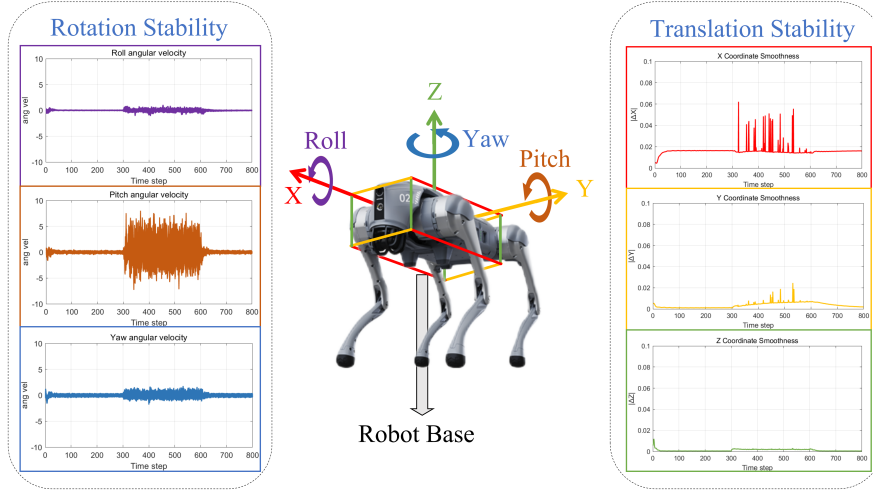 Rotation Stability
Roll angular velocity
10
5
0
-5
-10
ang vel
0 100 200 300 400 500 600 700 800
Time step
Pitch angular velocity
10
5
0
-5
-10
ang vel
0 100 200 300 400 500 600 700 800
Time step
Yaw angular velocity
10
5
0
-5
-10
ang vel
0 100 200 300 400 500 600 700 800
Time step
Z
Yaw
Roll
Pitch
X
Y
02
Robot Base
Translation Stability
X Coordinate Smoothness
0.1
0.08
0.06
0.04
0.02
0
|ΔX|
0 100 200 300 400 500 600 700 800
Time step
Y Coordinate Smoothness
0.1
0.08
0.06
0.04
0.02
0
|ΔY|
0 100 200 300 400 500 600 700 800
Time step
Z Coordinate Smoothness
0.1
0.08
0.06
0.04
0.02
0
|ΔZ|
0 100 200 300 400 500 600 700 800
Time step